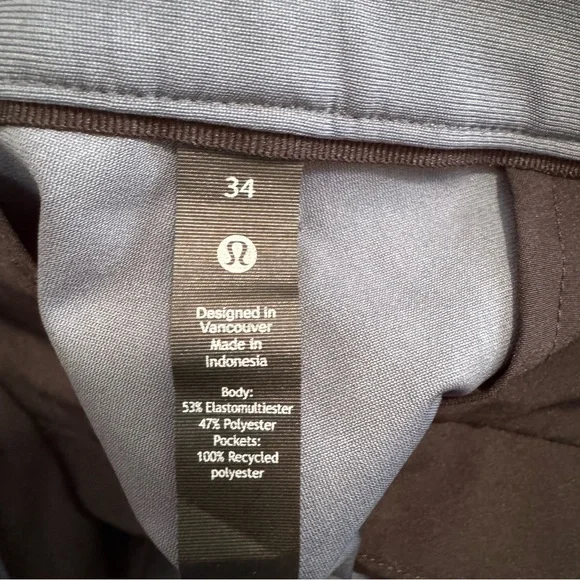 34
Designed in
Vancouver
Made in
Indonesia
Body:
53% Elastomultiester
47% Polyester
Pockets:
100% Recycled
polyester